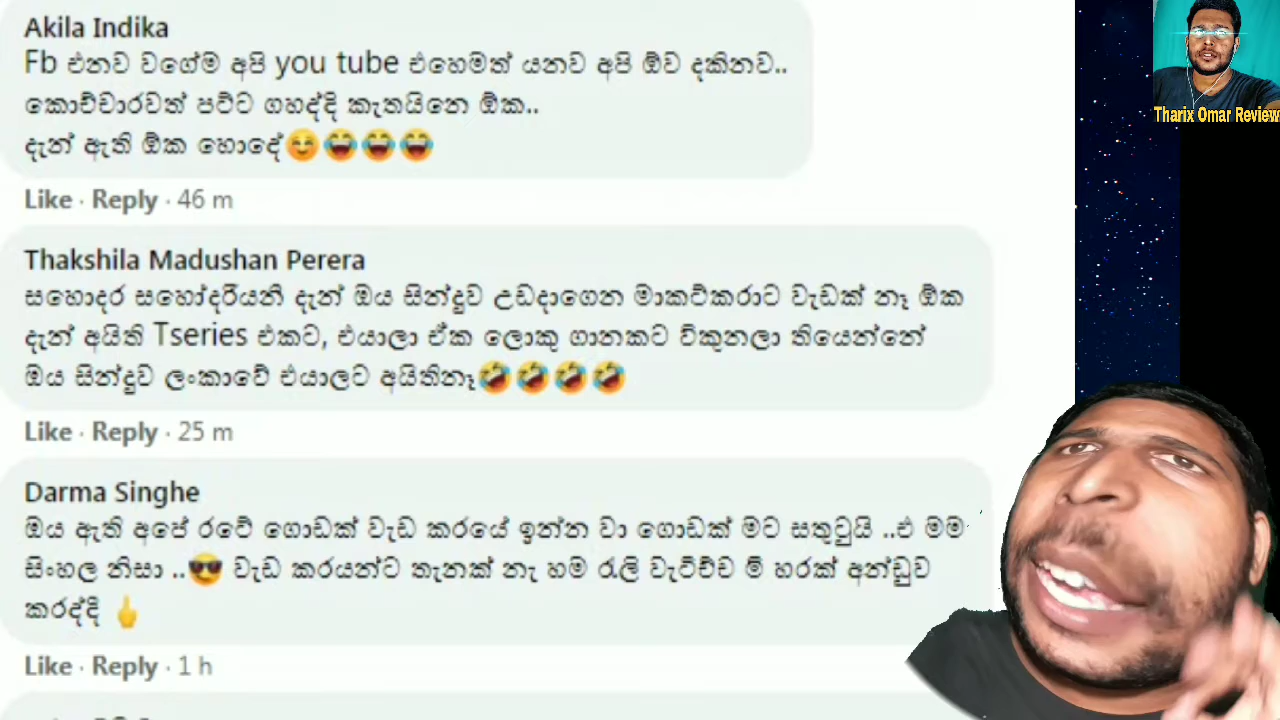 Akila Indika
Fb එනව වගේම අපි you tube එහෙමත් යනව අපි ඕව දකිනව..
කොච්චාරවත් පට්ට ගහද්දි කැතයිනෙ ඕක..
දැන් ඇති ඕක හොදේ😊😂😂😂
Like · Reply · 46 m
Thakshila Madushan Perera
සහොදර සහෝදරියනි දැන් ඔය සින්දුව උඩදාගෙන මාකට්කරාට වැඩක් නෑ ඕක
දැන් අයිති Tseries එකට, එයාලා ඒක ලොකු ගානකට විකුනලා තියෙන්නේ
ඔය සින්දුව ලංකාවේ එයාලට අයිතිනෑ🤣🤣🤣🤣
Like · Reply · 25 m
Darma Singhe
ඔය ඇති අපේ රටේ ගොඩක් වැඩ කරයේ ඉන්න වා ගොඩක් මට සතුටුයි ..එ මම
සිංහල නිසා ..😎 වැඩ කරයන්ට තැනක් නැ හම රැලි වැටිච්ච මි හරක් අන්ඩුව
කරද්දි 🖕
Like · Reply · 1 h
Tharix Omar Review